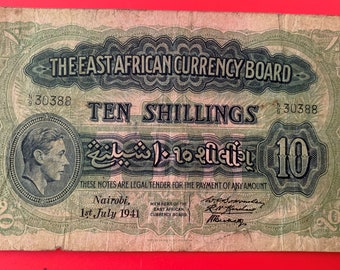 THE EAST AFRICAN CURRENCY BOARD
30388 30388
TEN SHILLINGS
10
THESE NOTES ARE LEGAL TENDER FOR THE PAYMENT OF ANY AMOUNT
Nairobi,
1st July 1941
MEMBERS OF THE
EAST AFRICAN
CURRENCY BOARD